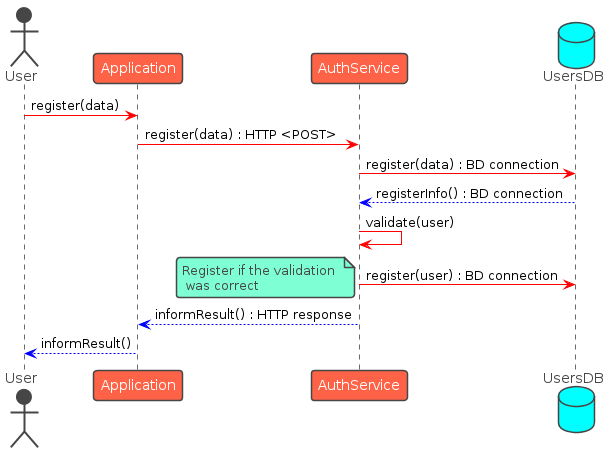 User
Application
AuthService
UsersDB
register(data)
register(data) : HTTP <POST>
register(data) : BD connection
registerInfo() : BD connection
validate(user)
Register if the validation
was correct
register(user) : BD connection
informResult() : HTTP response
informResult()
User
Application
AuthService
UsersDB